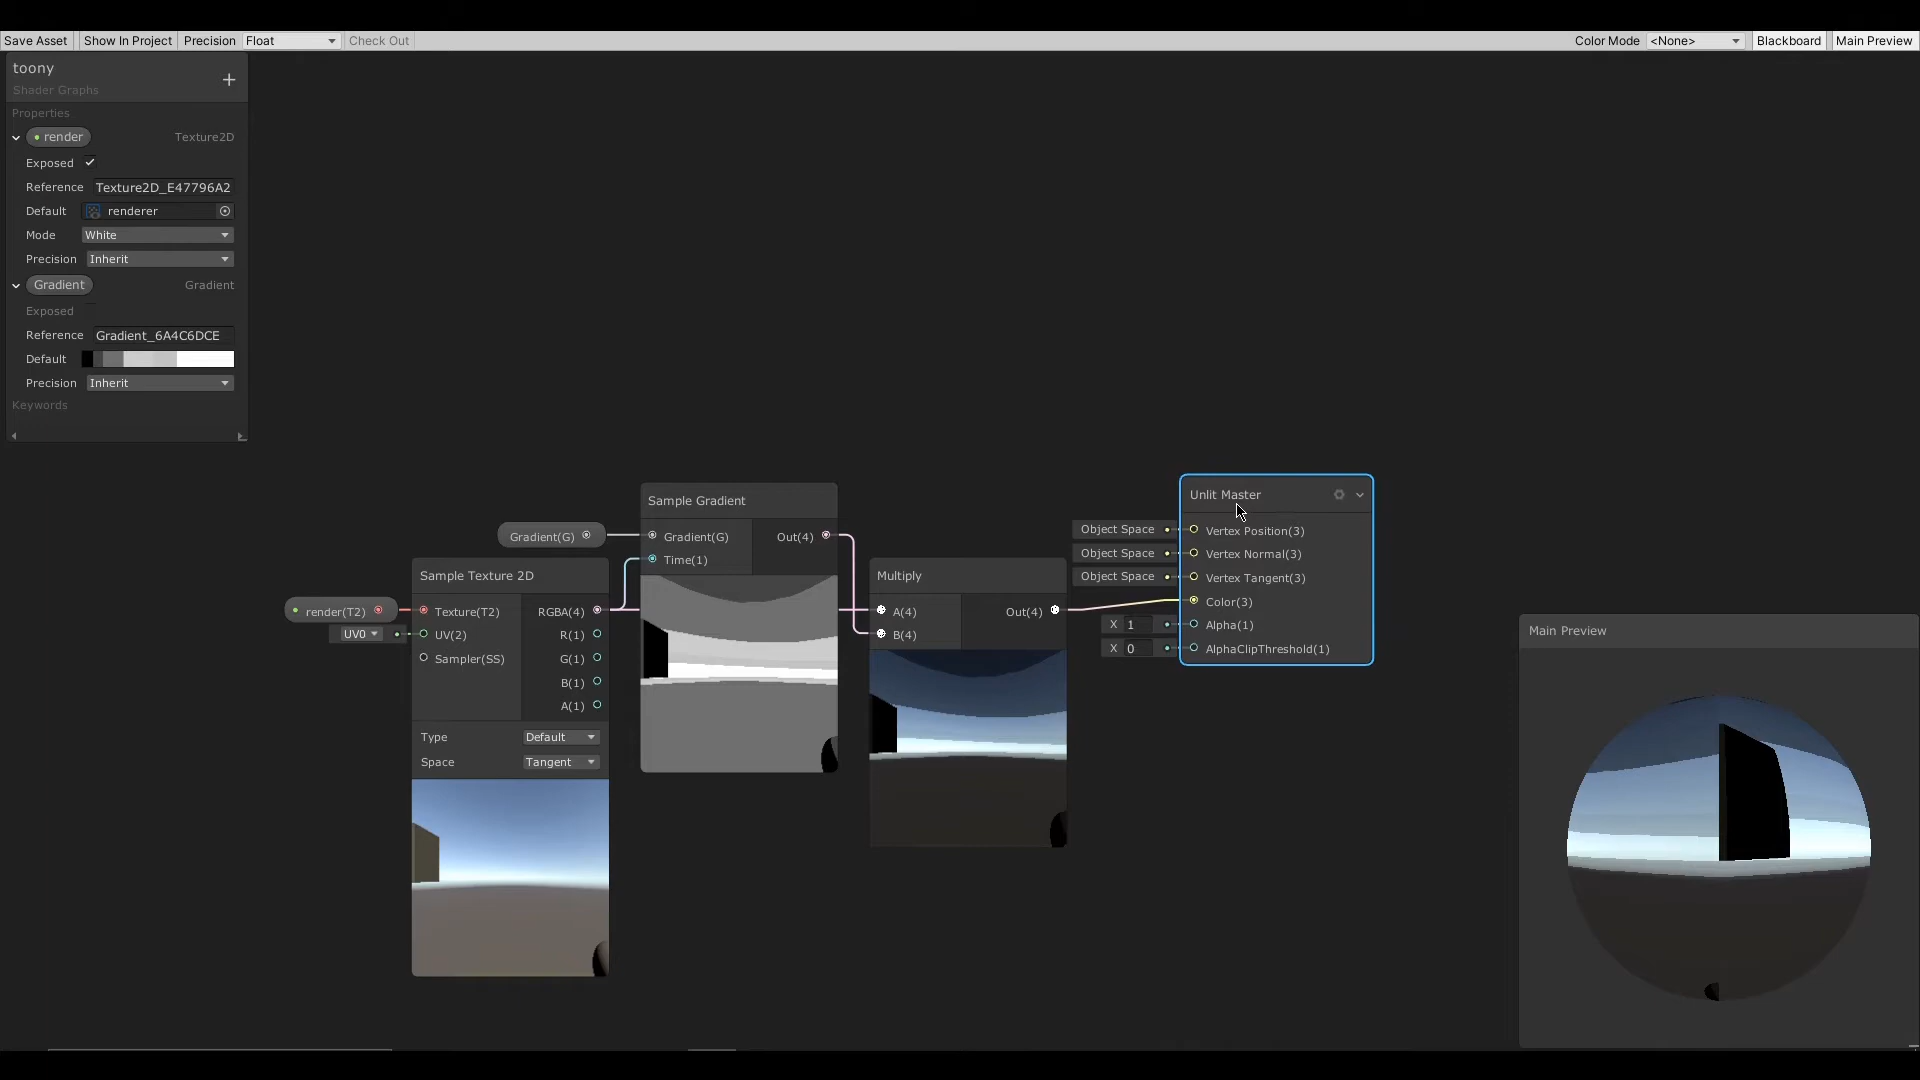 Save Asset Show In Project Precision Float Check Out Color Mode <None> Blackboard Main Preview
toony
Shader Graphs
Properties
render Texture2D
Exposed
Reference Texture2D_E47796A2
Default renderer
Mode White
Precision Inherit
Gradient Gradient
Exposed
Reference Gradient_6A4C6DCE
Default
Precision Inherit
Keywords
Gradient(G)
Sample Gradient
Gradient(G) Out(4)
Time(1)
render(T2)
UV0
Sample Texture 2D
Texture(T2) RGBA(4)
UV(2) R(1)
Sampler(SS) G(1)
B(1)
A(1)
Type Default
Space Tangent
Multiply
A(4) Out(4)
B(4)
Unlit Master
Object Space Vertex Position(3)
Object Space Vertex Normal(3)
Object Space Vertex Tangent(3)
Color(3)
X 1 Alpha(1)
X 0 AlphaClipThreshold(1)
Main Preview